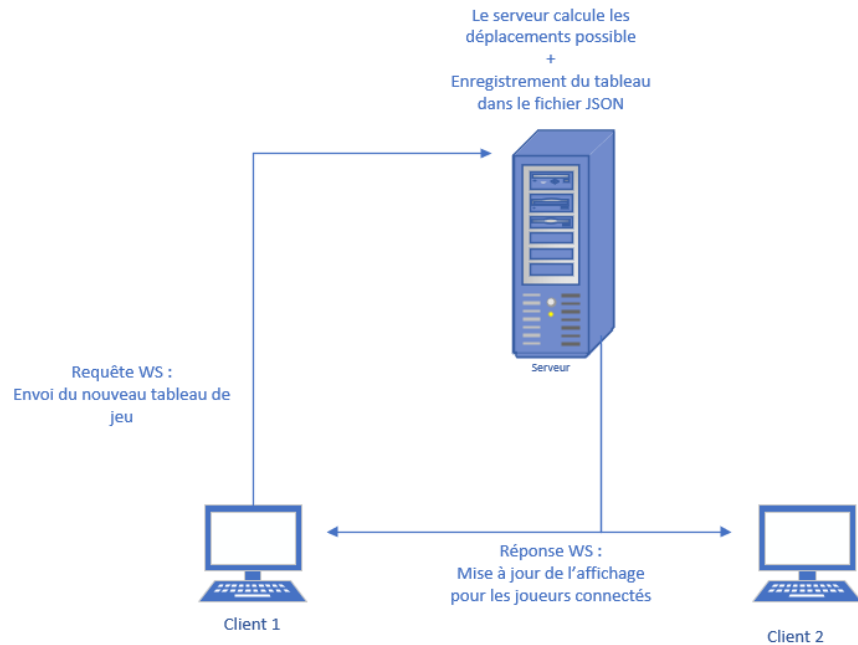 Le serveur calcule les
déplacements possible
+
Enregistrement du tableau
dans le fichier JSON
Serveur
Requête WS :
Envoi du nouveau tableau de
jeu
Réponse WS :
Mise à jour de l'affichage
pour les joueurs connectés
Client 1
Client 2